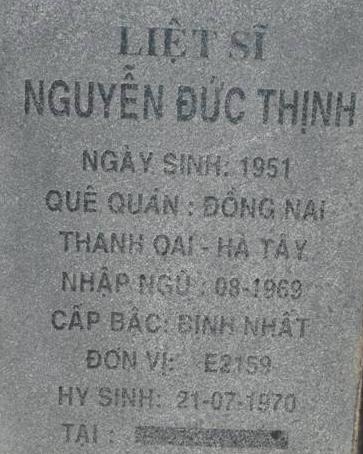 LIỆT SĨ
NGUYỄN ĐỨC THỊNH
NGÀY SINH: 1951
QUÊ QUÁN : ĐỒNG NAI
THANH OAI - HÀ TÂY
NHẬP NGŨ : 08-1969
CẤP BẬC: BINH NHẤT
ĐƠN VỊ: E2159
HY SINH: 21-07-1970
TẠI :